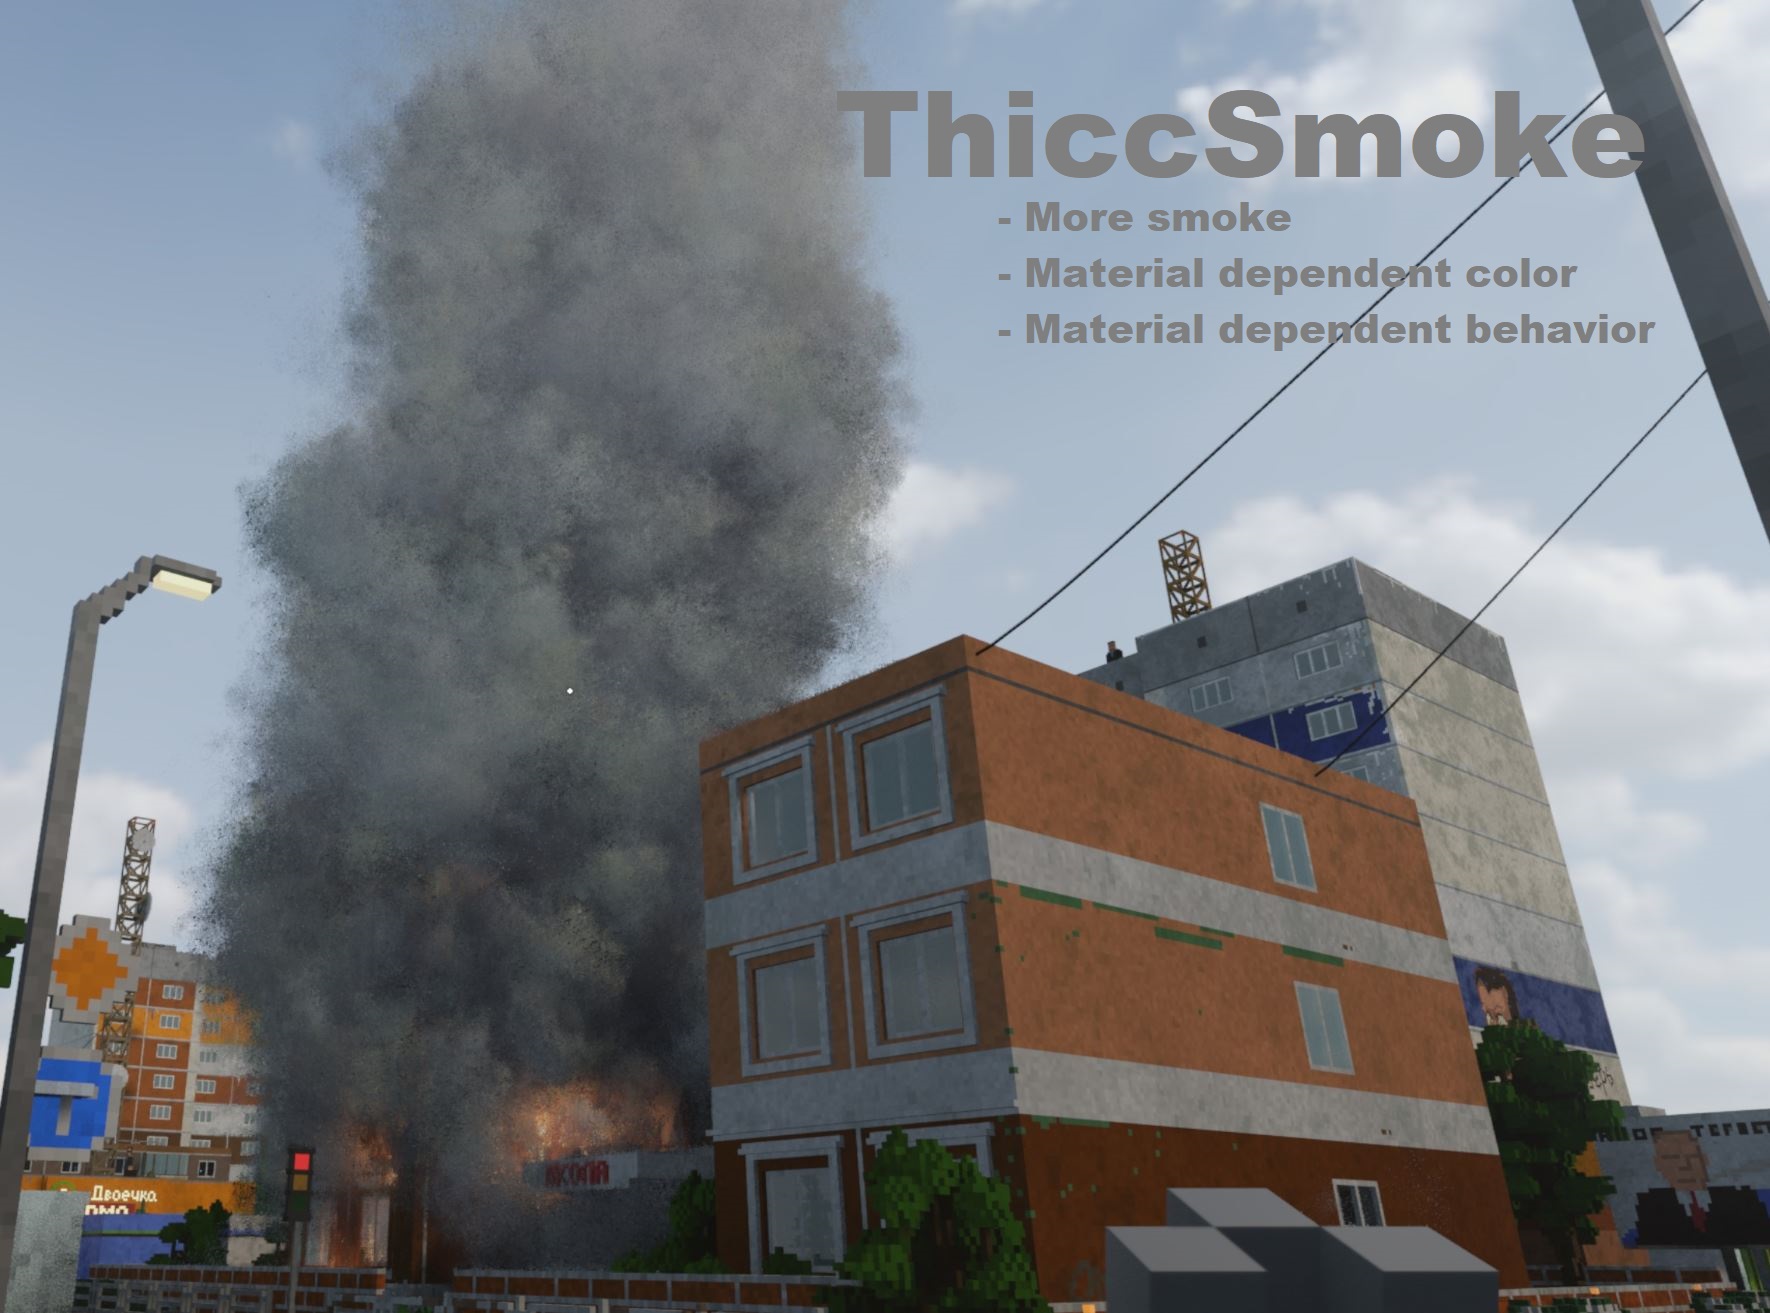 ThiccSmoke
- More smoke
- Material dependent color
- Material dependent behavior
Двоечка